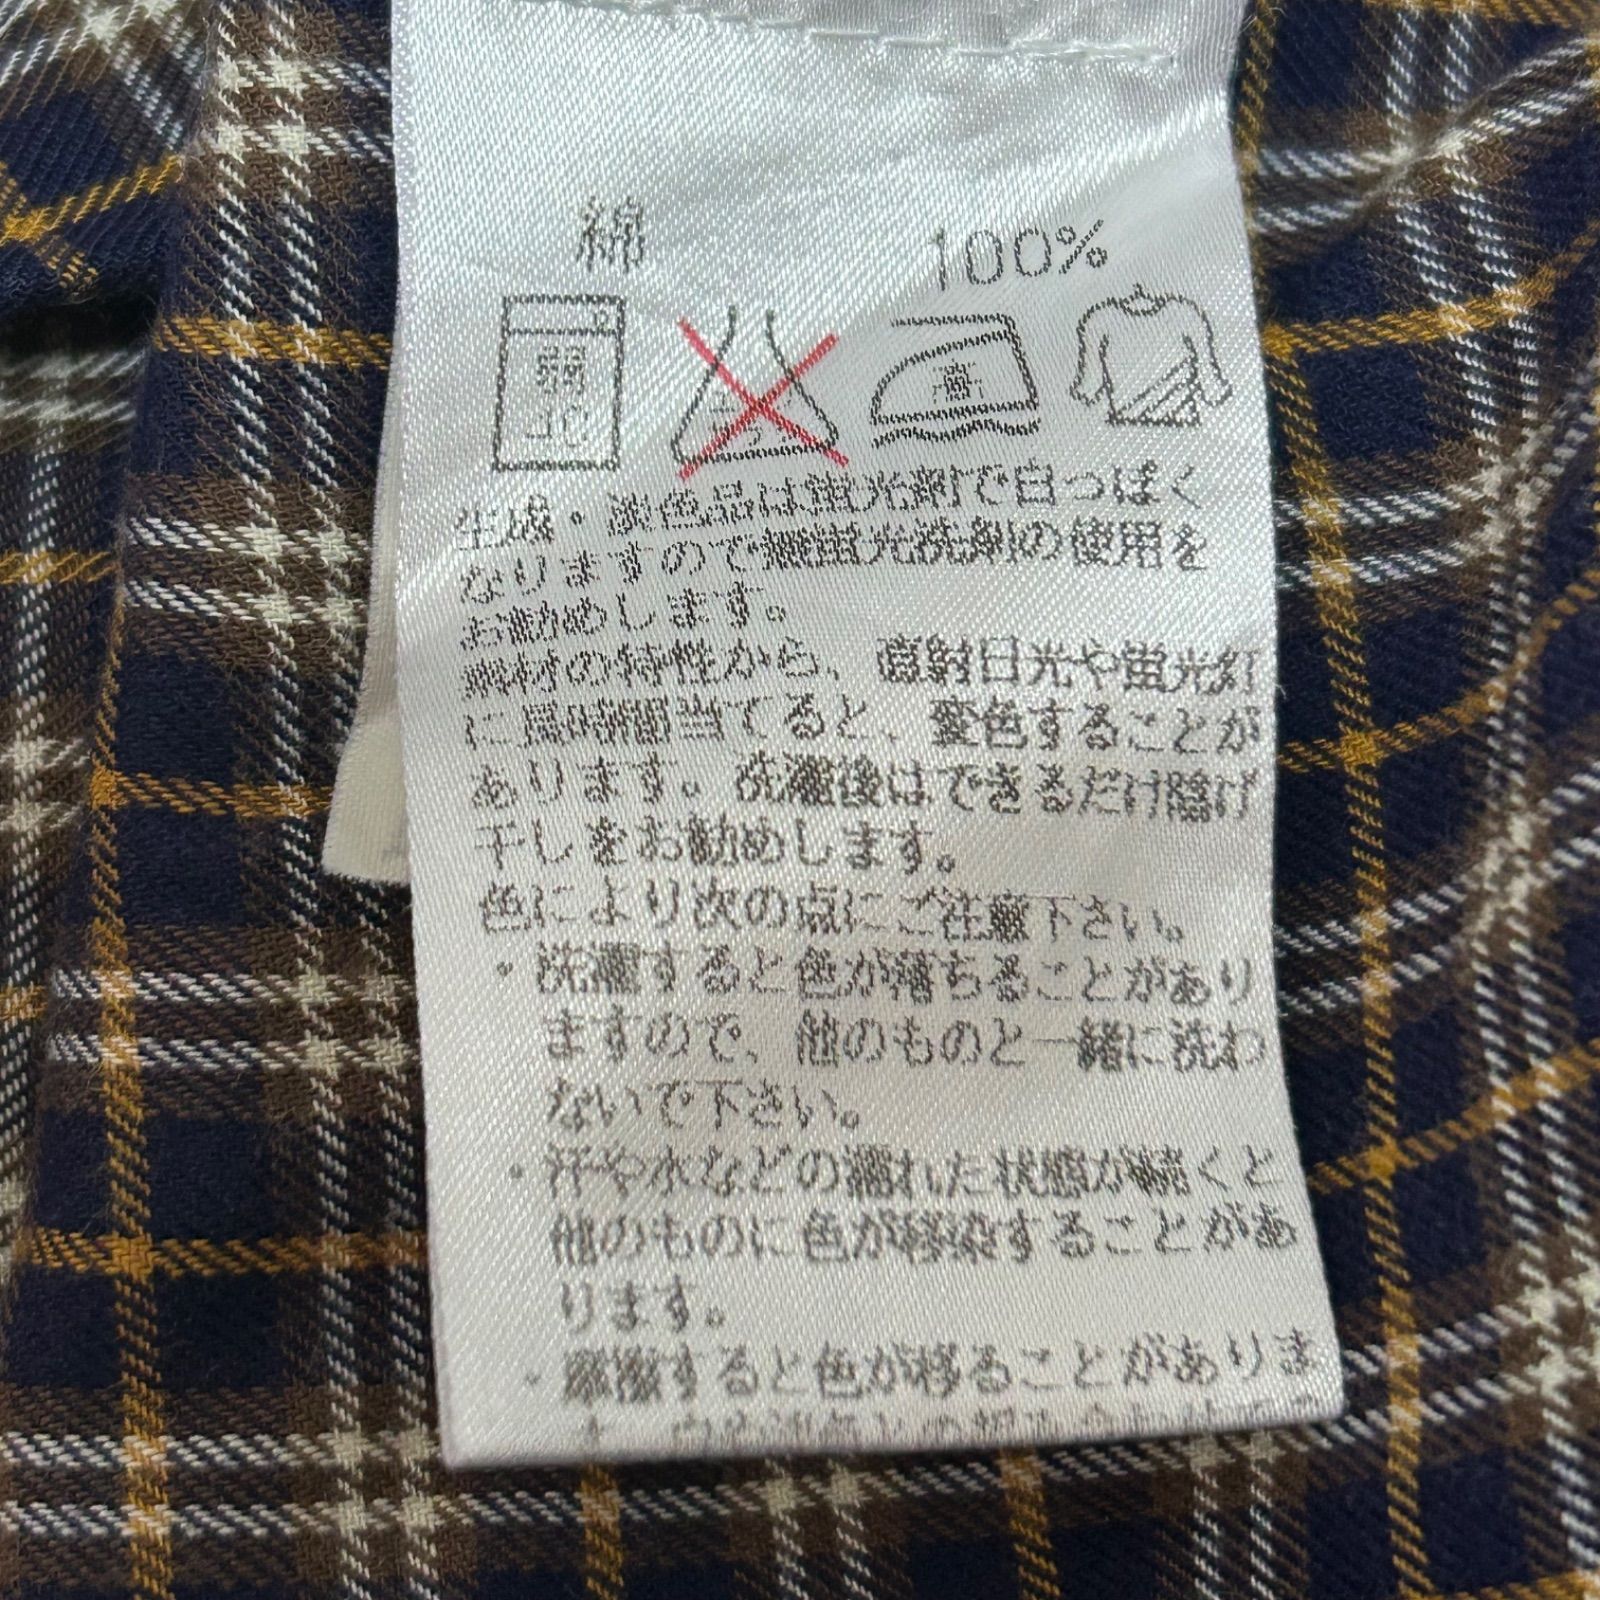 綿 100%
弱
40
中
生成・淡色品は蛍光剤で白っぽく
なりますので無蛍光洗剤の使用を
お勧めします。
素材の特性から、直射日光や蛍光灯
に長時間当てると、変色することが
あります。洗濯後はできるだけ陰げ
干しをお勧めします。
色により次の点にご注意下さい。
・洗濯すると色が落ちることがあり
ますので、他のものと一緒に洗わ
ないで下さい。
・汗や水などの濡れた状態が続くと
他のものに色が移染することがあ
ります。
・摩擦すると色が移ることがありま